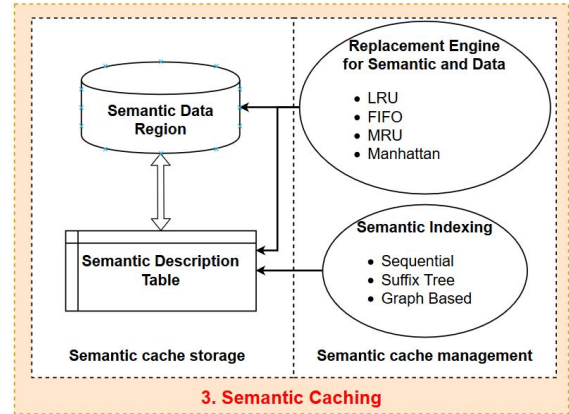 Replacement Engine
for Semantic and Data
• LRU
• FIFO
• MRU
• Manhattan
Semantic Data
Region
Semantic Indexing
• Sequential
• Suffix Tree
• Graph Based
Semantic Description
Table
Semantic cache storage
Semantic cache management
3. Semantic Caching